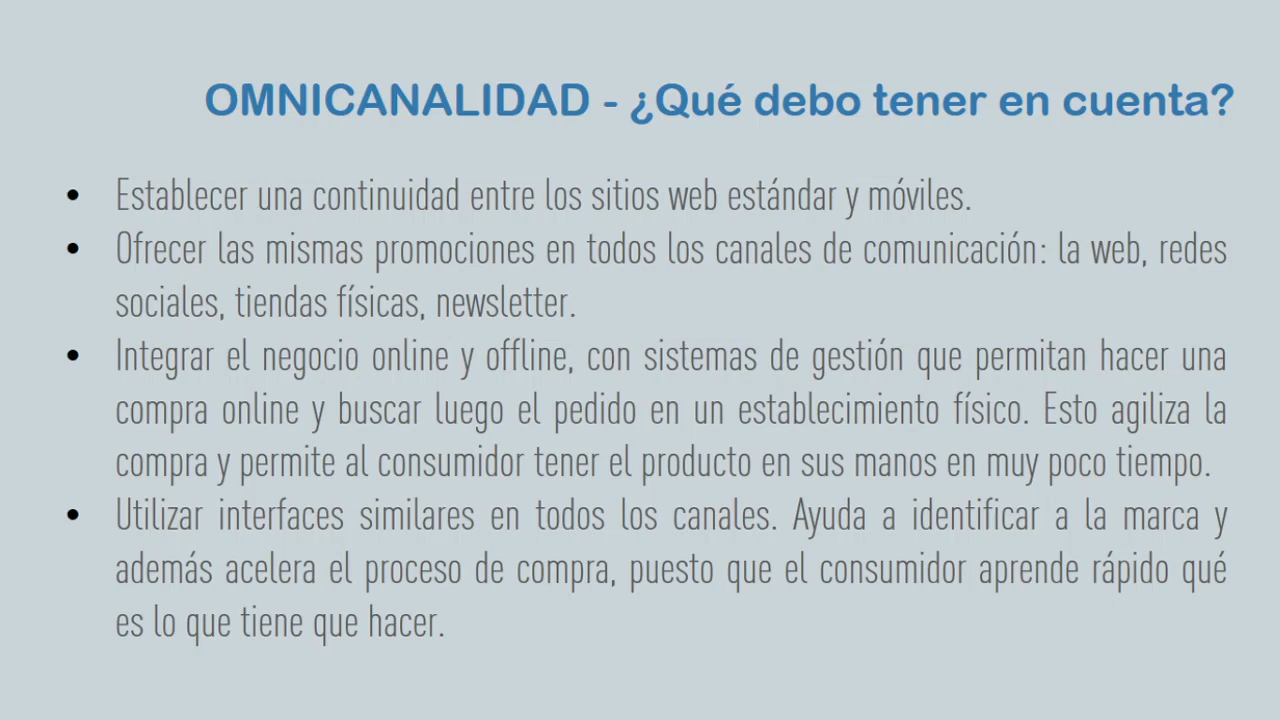 OMNICANALIDAD - ¿Qué debo tener en cuenta?
• Establecer una continuidad entre los sitios web estándar y móviles.
• Ofrecer las mismas promociones en todos los canales de comunicación: la web, redes
sociales, tiendas físicas, newsletter.
• Integrar el negocio online y offline, con sistemas de gestión que permitan hacer una
compra online y buscar luego el pedido en un establecimiento físico. Esto agiliza la
compra y permite al consumidor tener el producto en sus manos en muy poco tiempo.
• Utilizar interfaces similares en todos los canales. Ayuda a identificar a la marca y
además acelera el proceso de compra, puesto que el consumidor aprende rápido qué
es lo que tiene que hacer.